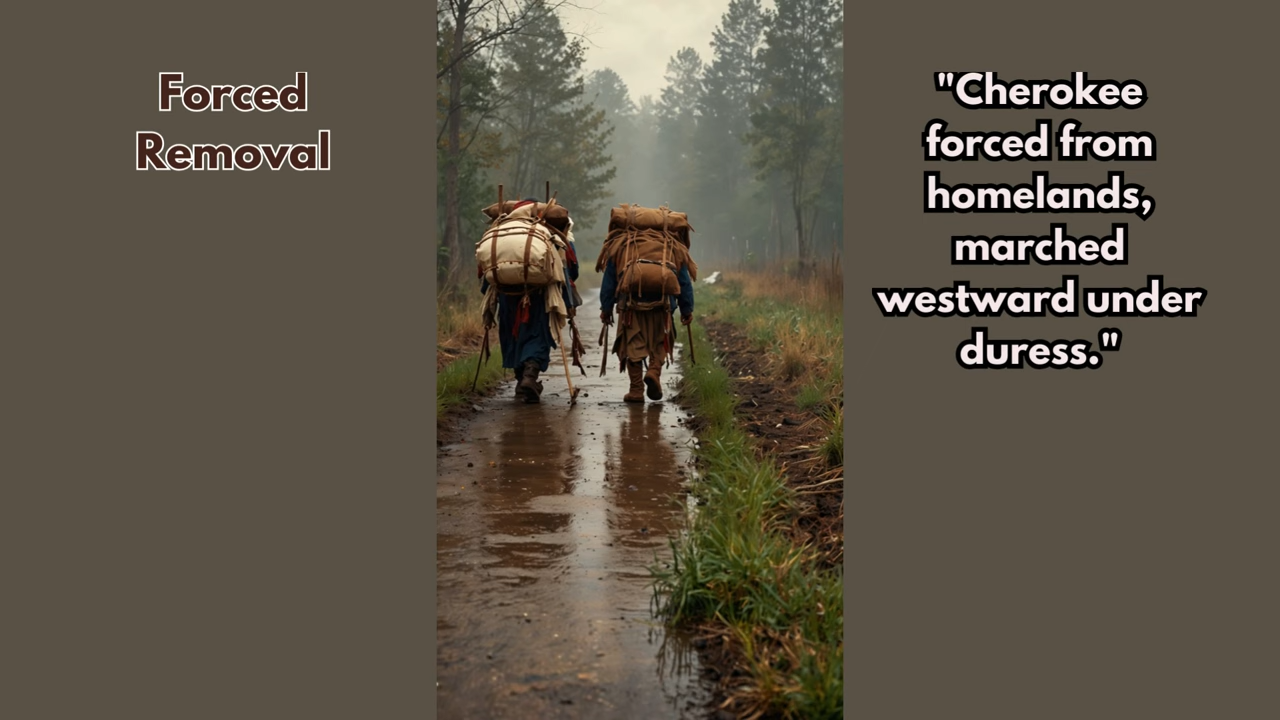 Forced
Removal
"Cherokee
forced from
homelands,
marched
westward under
duress."